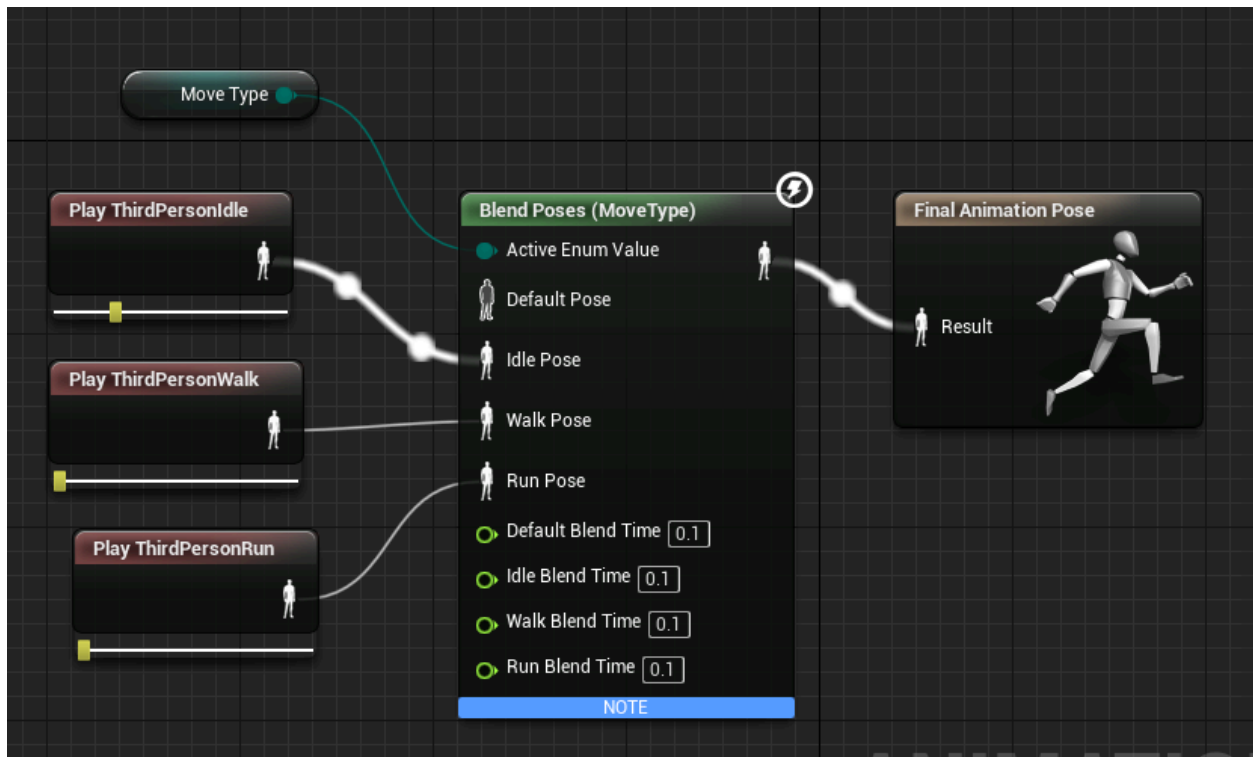 Move Type
Play ThirdPersonIdle
Play ThirdPersonWalk
Play ThirdPersonRun
Blend Poses (MoveType)
Active Enum Value
Default Pose
Idle Pose
Walk Pose
Run Pose
Default Blend Time 0.1
Idle Blend Time 0.1
Walk Blend Time 0.1
Run Blend Time 0.1
NOTE
Final Animation Pose
Result